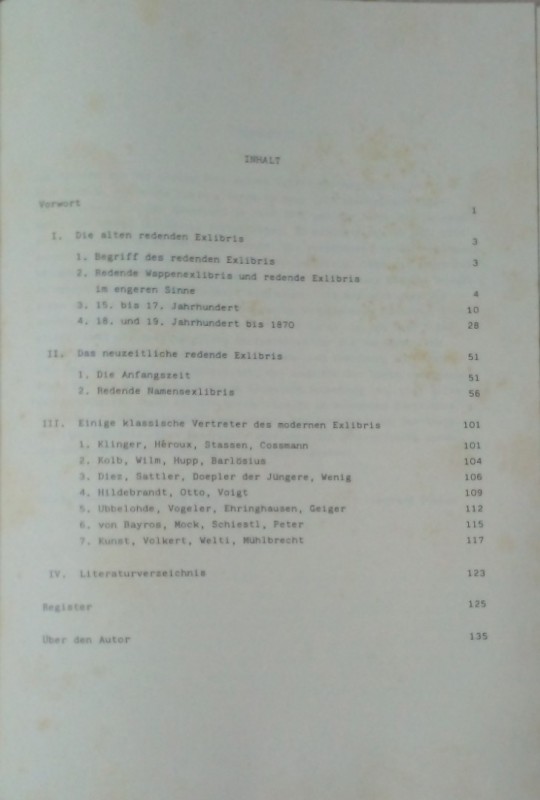 INHALT
Vorwort 1
I. Die alten redenden Exlibris 3
1. Begriff des redenden Exlibris 3
2. Redende Wappenexlibris und redende Exlibris
im engeren Sinne 4
3. 15. bis 17. Jahrhundert 10
4. 18. und 19. Jahrhundert bis 1870 28
II. Das neuzeitliche redende Exlibris 51
1. Die Anfangszeit 51
2. Redende Namensexlibris 56
III. Einige klassische Vertreter des modernen Exlibris 101
1. Klinger, Héroux, Stassen, Cossmann 101
2. Kolb, Wilm, Hupp, Barlösius 104
3. Diez, Sattler, Doepler der Jüngere, Wenig 106
4. Hildebrandt, Otto, Voigt 109
5. Ubbelohde, Vogeler, Ehringhausen, Geiger 112
6. von Bayros, Mock, Schiestl, Peter 115
7. Kunst, Volkert, Welti, Mühlbrecht 117
IV. Literaturverzeichnis 123
Register 125
Über den Autor 135